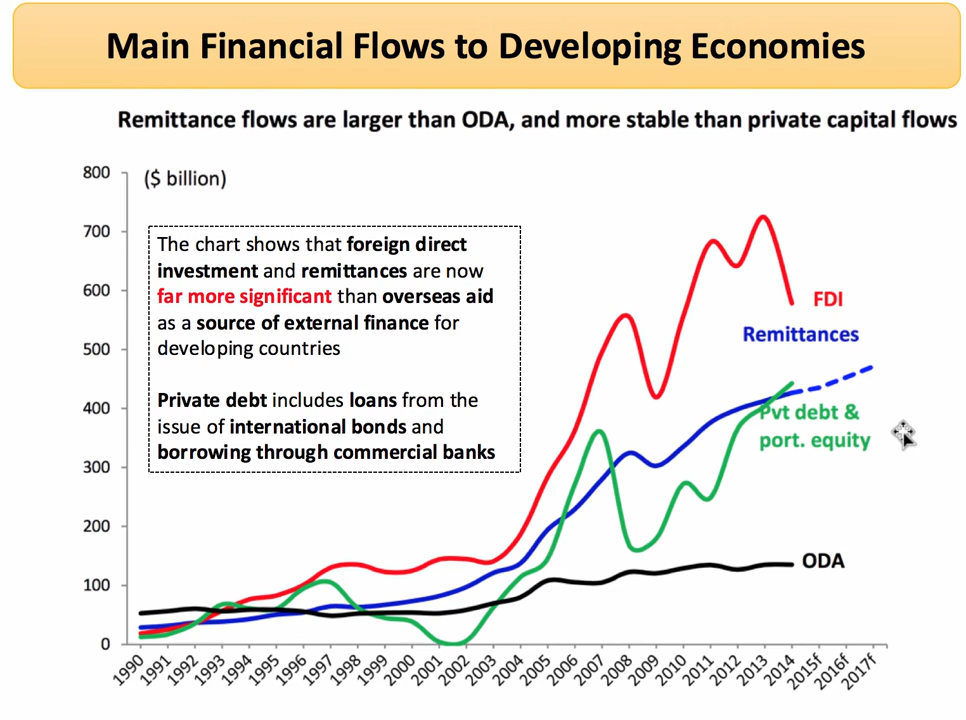 Main Financial Flows to Developing Economies
Remittance flows are larger than ODA, and more stable than private capital flows
($ billion)
800
700
600
500
400
300
200
100
0
The chart shows that foreign direct
investment and remittances are now
far more significant than overseas aid
as a source of external finance for
developing countries
Private debt includes loans from the
issue of international bonds and
borrowing through commercial banks
FDI
Remittances
Pvt debt &
port. equity
ODA
1990
1991
1992
1993
1994
1995
1996
1997
1998
1999
2000
2001
2002
2003
2004
2005
2006
2007
2008
2009
2010
2011
2012
2013
2014
2015f
2016f
2017f